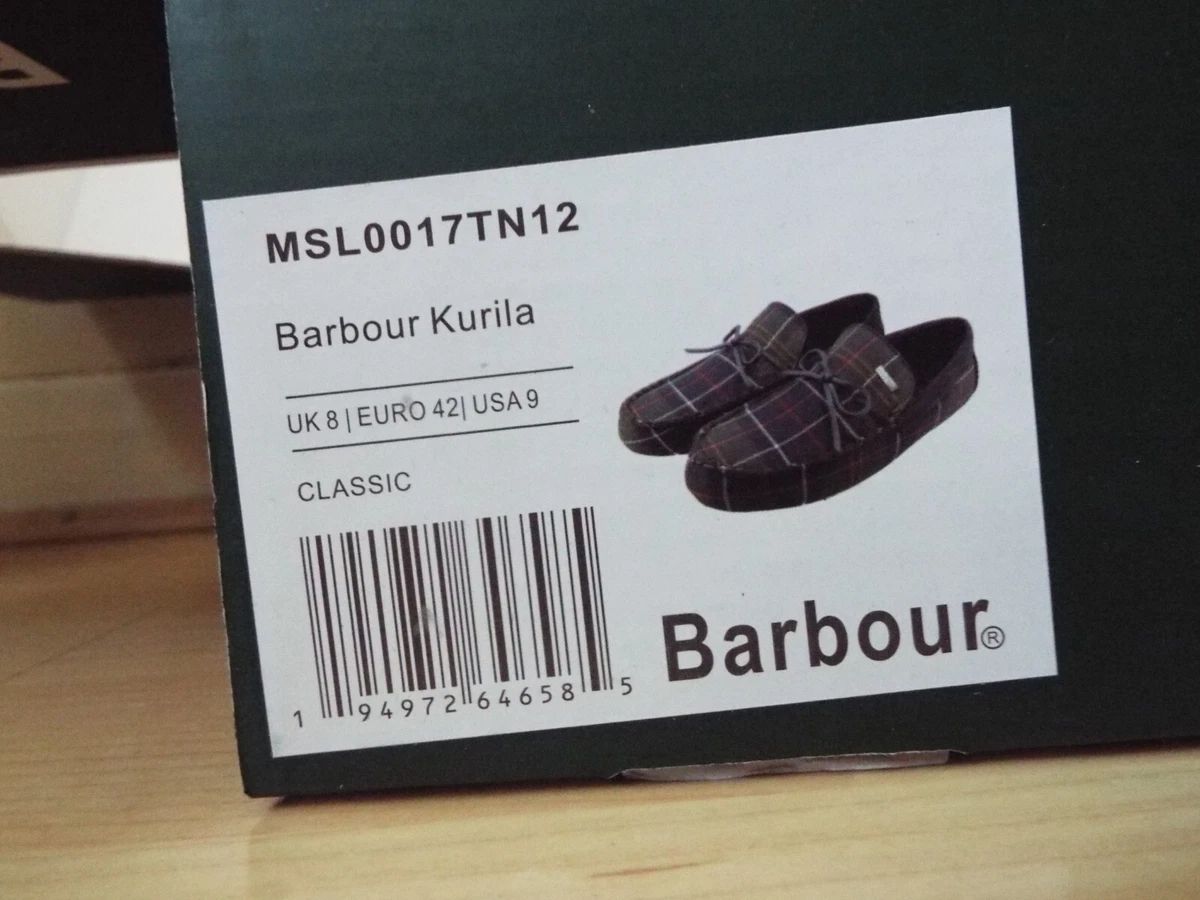 MSL0017TN12
Barbour Kurila
UK 8 | EURO 42| USA 9
CLASSIC
1 94972 64658 5
Barbour®